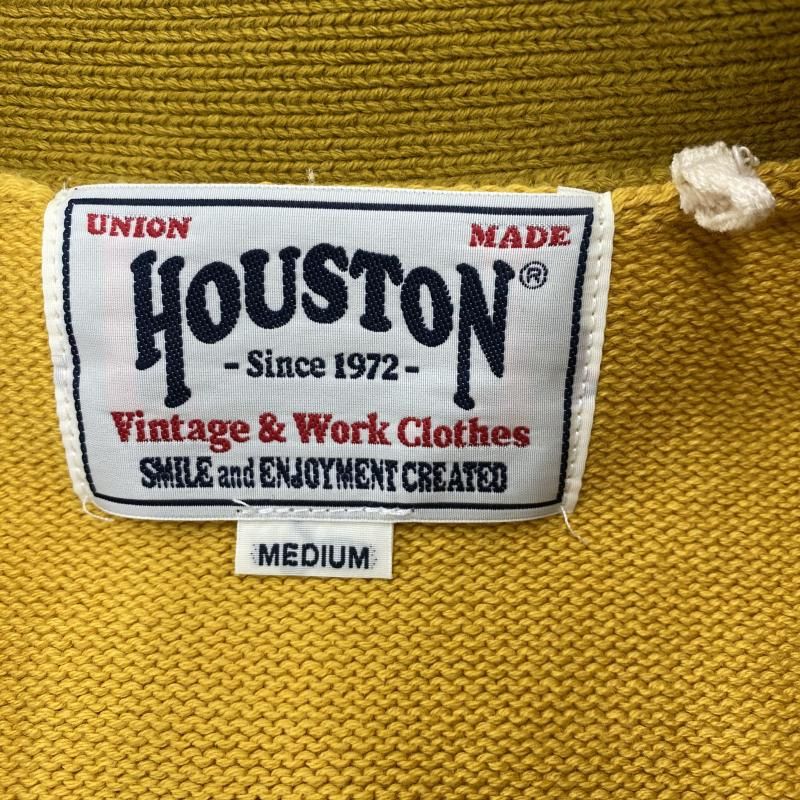 UNION MADE
HOUSTON®
- Since 1972 -
Vintage & Work Clothes
SMILE and ENJOYMENT CREATED
MEDIUM